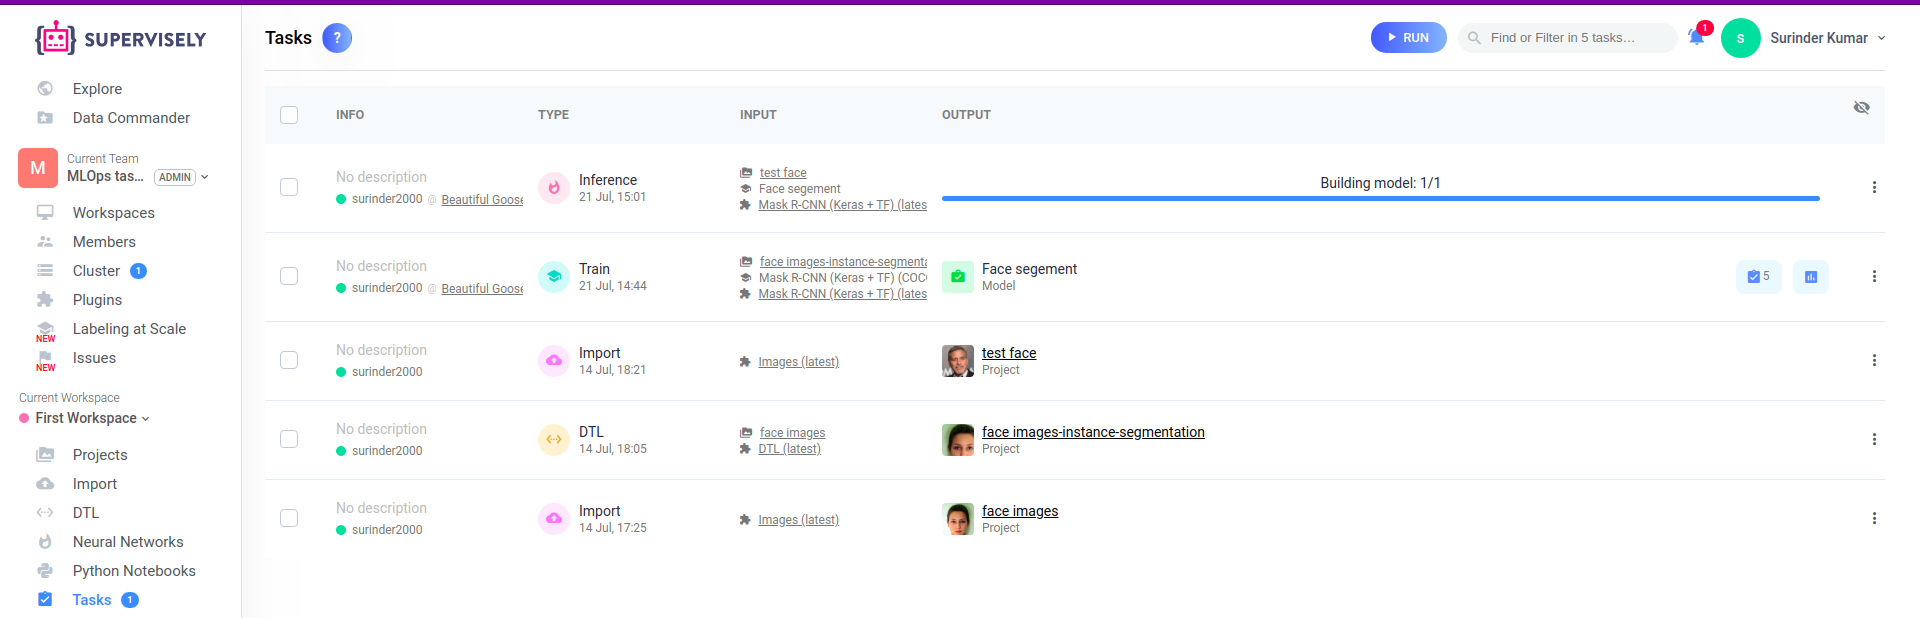 SUPERVISELY
Tasks ?
RUN
Find or Filter in 5 tasks...
1
S
Surinder Kumar
Explore
Data Commander
M
Current Team
MLOps tas...
ADMIN
Workspaces
Members
Cluster 1
Plugins
Labeling at Scale
NEW
Issues
NEW
Current Workspace
First Workspace
Projects
Import
DTL
Neural Networks
Python Notebooks
Tasks 1
INFO TYPE INPUT OUTPUT
No description
surinder2000 @ Beautiful Goose
Inference
21 Jul, 15:01
test face
Face segement
Mask R-CNN (Keras + TF) (lates
Building model: 1/1
No description
surinder2000 @ Beautiful Goose
Train
21 Jul, 14:44
face images-instance-segmenta
Mask R-CNN (Keras + TF) (COC
Mask R-CNN (Keras + TF) (lates
Face segement
Model
5
No description
surinder2000
Import
14 Jul, 18:21
Images (latest)
test face
Project
No description
surinder2000
DTL
14 Jul, 18:05
face images
DTL (latest)
face images-instance-segmentation
Project
No description
surinder2000
Import
14 Jul, 17:25
Images (latest)
face images
Project